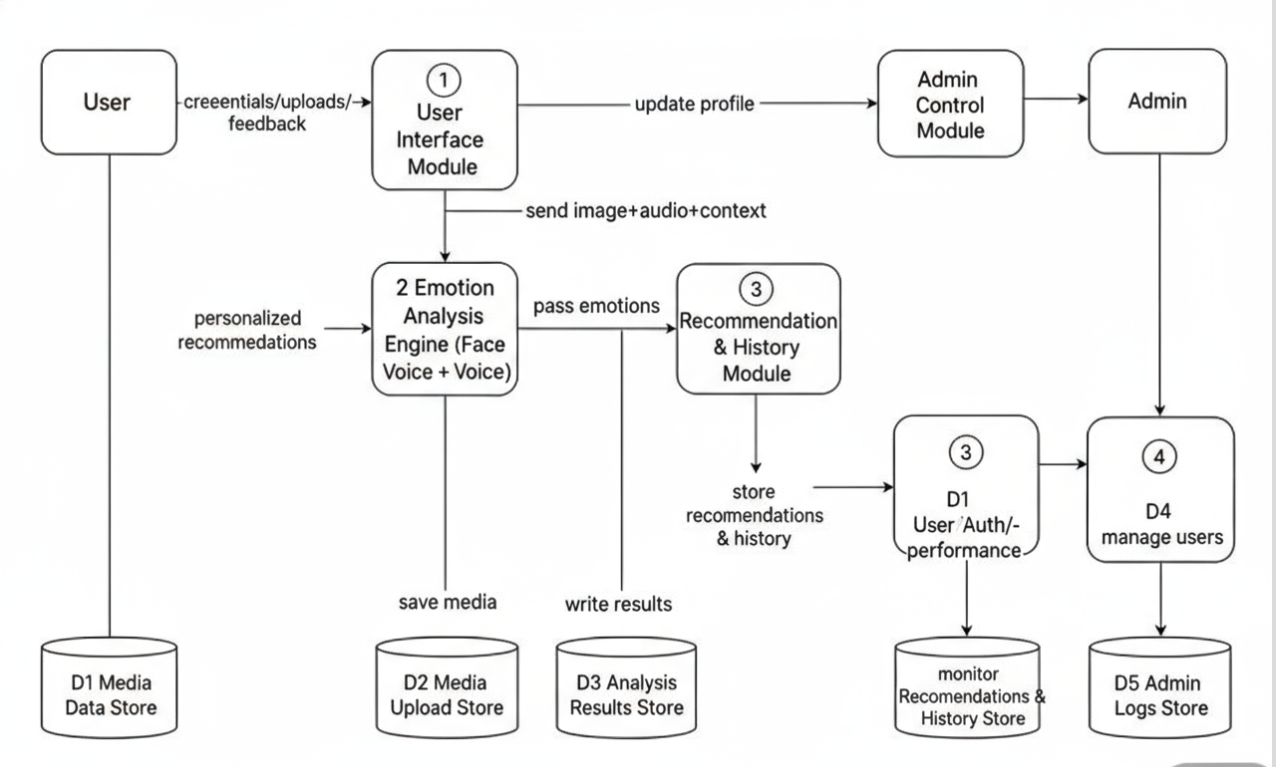 User
creeentials/uploads/
feedback
1
User
Interface
Module
update profile
Admin
Control
Module
Admin
send image+audio+context
personalized
recommedations
2 Emotion
Analysis
Engine (Face
Voice + Voice)
pass emotions
3
Recommendation
& History
Module
store
recomendations
& history
3
D1
User/Auth/-
performance
4
D4
manage users
save media
write results
D1 Media
Data Store
D2 Media
Upload Store
D3 Analysis
Results Store
monitor
Recomendations &
History Store
D5 Admin
Logs Store